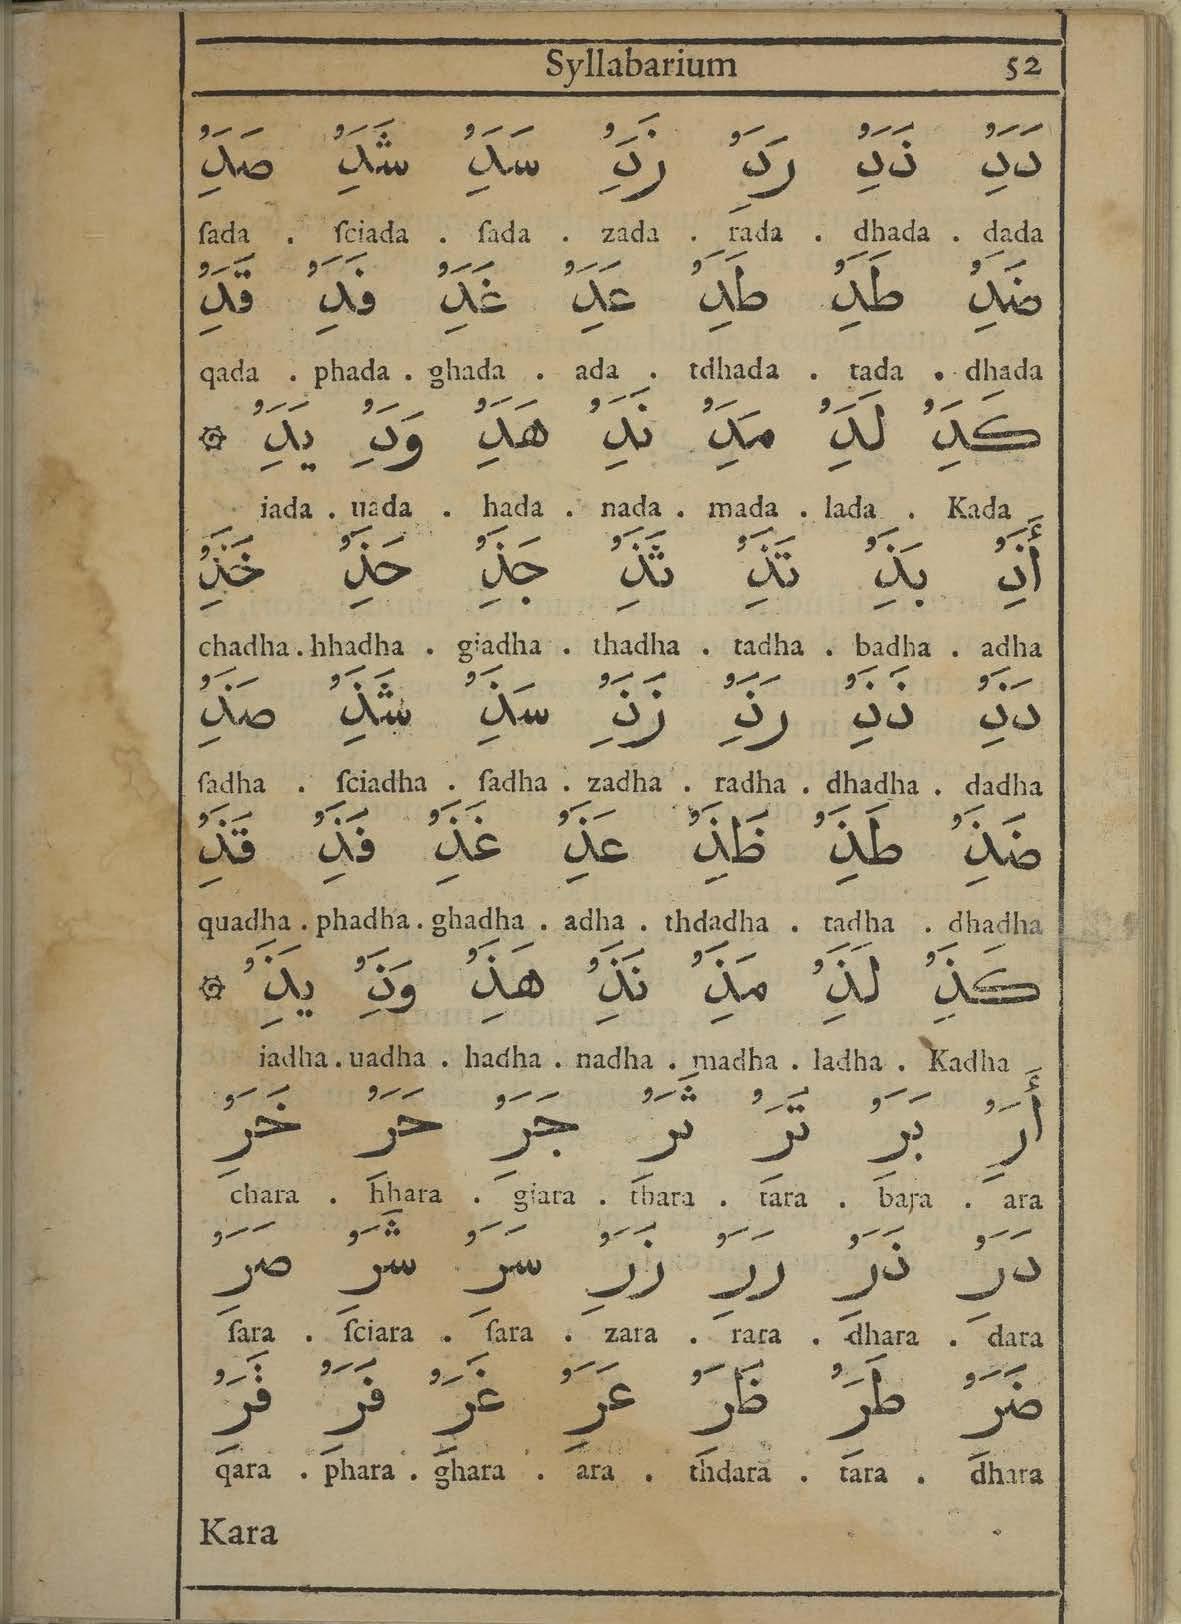 Syllabarium 52
دَدَُِ ذَدَُِ رَدَُِ زَدَُِ سَدَُِ شَدَُِ صَدَُِ
ſada . ſciada . ſada . zada . rada . dhada . dada
ضَدَُِ طَدَُِ طَدَُِ عَدَُِ غَدَُِ فَدَُِ قَدَُِ
qada . phada . ghada . ada . tdhada . tada . dhada
كَدَُِ لَدَُِ مَدَُِ نَدَُِ هَدَُِ وَدَُِ يَدَُِ
iada . uada . hada . nada . mada . lada . Kada
أَذَُِ بَذَُِ تَذَُِ ثَذَُِ جَذَُِ حَذَُِ خَذَُِ
chadha . hhadha . giadha . thadha . tadha . badha . adha
دَذَُِ ذَذَُِ رَذَُِ زَذَُِ سَذَُِ شَذَُِ صَذَُِ
ſadha . ſciadha . ſadha . zadha . radha . dhadha . dadha
ضَذَُِ طَذَُِ ظَذَُِ عَذَُِ غَذَُِ فَذَُِ قَذَُِ
quadha . phadha . ghadha . adha . thdadha . tadha . dhadha
كَذَُِ لَذَُِ مَذَُِ نَذَُِ هَذَُِ وَذَُِ يَذَُِ
iadha . uadha . hadha . nadha . madha . ladha . Kadha
أَرَُِ بَرَُِ تَرَُِ ثَرَُِ جَرَُِ حَرَُِ خَرَُِ
chara . hhara . giara . thara . tara . bara . ara
دَرَُِ ذَرَُِ رَرَُِ زَرَُِ سَرَُِ شَرَُِ صَرَُِ
ſara . ſciara . ſara . zara . rara . dhara . dara
ضَرَُِ طَرَُِ ظَرَُِ عَرَُِ غَرَُِ فَرَُِ قَرَُِ
qara . phara . ghara . ara . thdara . tara . dhara
Kara